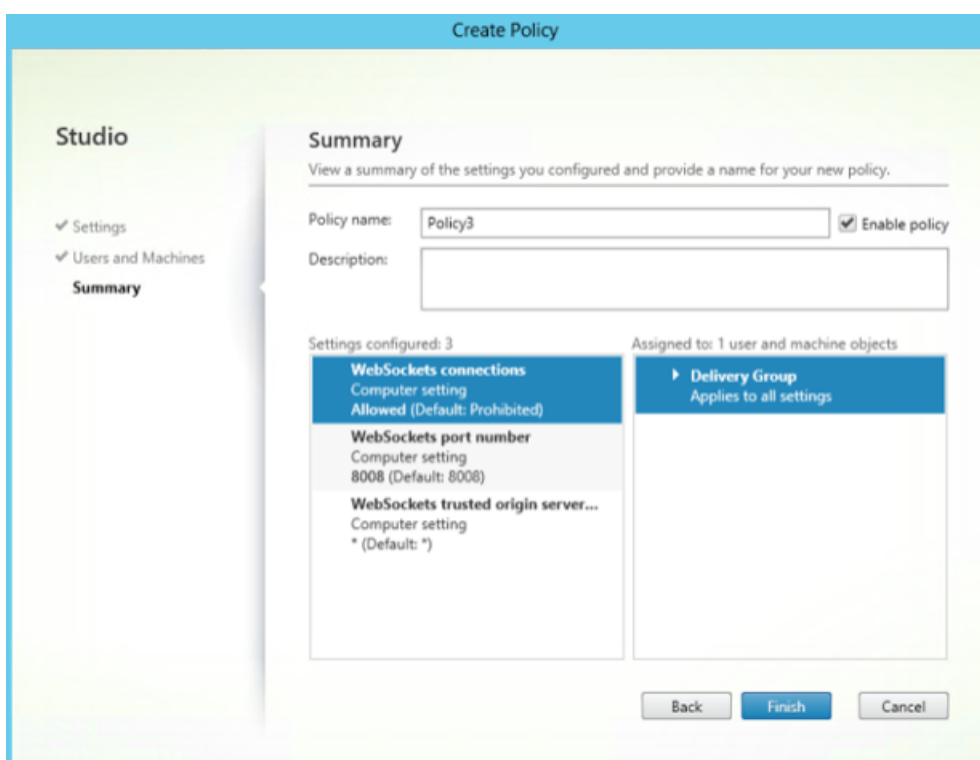 Create Policy
Studio
Settings
Users and Machines
Summary
Summary
View a summary of the settings you configured and provide a name for your new policy.
Policy name:
Policy3
Enable policy
Description:
Settings configured: 3
WebSockets connections
Computer setting
Allowed (Default: Prohibited)
WebSockets port number
Computer setting
8008 (Default: 8008)
WebSockets trusted origin server...
Computer setting
* (Default: *)
Assigned to: 1 user and machine objects
Delivery Group
Applies to all settings
Back
Finish
Cancel